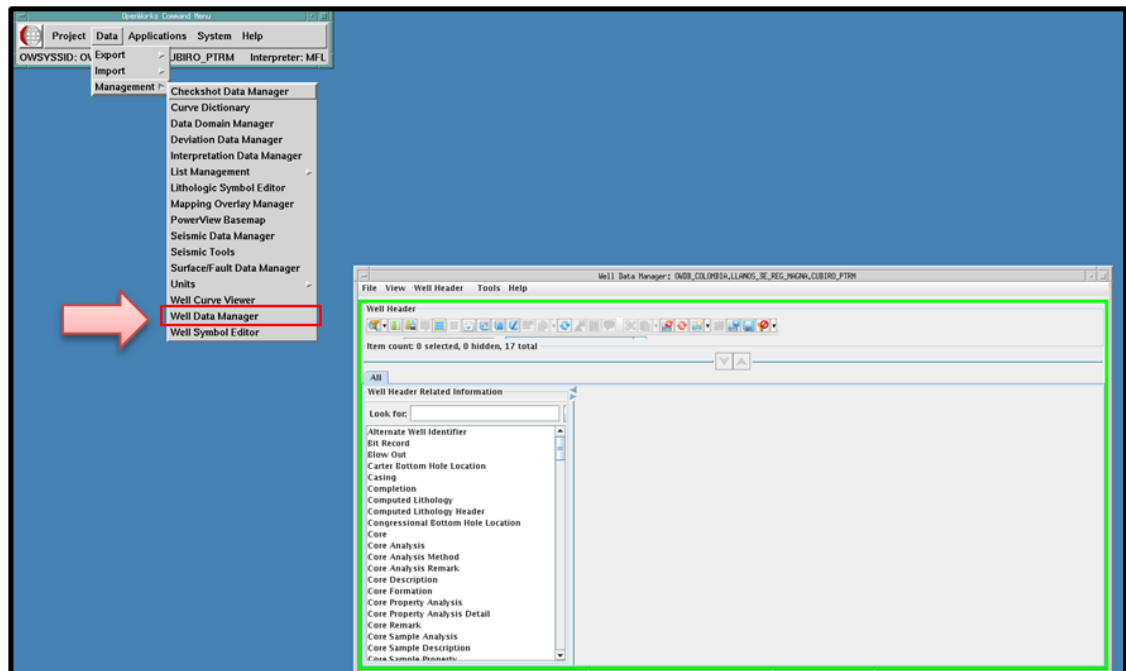 OpenWorks Command Menu
Project Data Applications System Help
OWSYSSID: OW
UBIRO_PTRM Interpreter: MFL
Export
Import
Management
Checkshot Data Manager
Curve Dictionary
Data Domain Manager
Deviation Data Manager
Interpretation Data Manager
List Management
Lithologic Symbol Editor
Mapping Overlay Manager
PowerView Basemap
Seismic Data Manager
Seismic Tools
Surface/Fault Data Manager
Units
Well Curve Viewer
Well Data Manager
Well Symbol Editor
Well Data Manager: OWDB_COLOMBIA,LLANOS_3E_REG_MAGNA,CUBIRO_PTRM
File View Well Header Tools Help
Well Header
Item count: 0 selected, 0 hidden, 17 total
All
Well Header Related Information
Look for:
Alternate Well Identifier
Bit Record
Blow Out
Carter Bottom Hole Location
Casing
Completion
Computed Lithology
Computed Lithology Header
Congressional Bottom Hole Location
Core
Core Analysis
Core Analysis Method
Core Analysis Remark
Core Description
Core Formation
Core Property Analysis
Core Property Analysis Detail
Core Remark
Core Sample Analysis
Core Sample Description
Core Sample Property